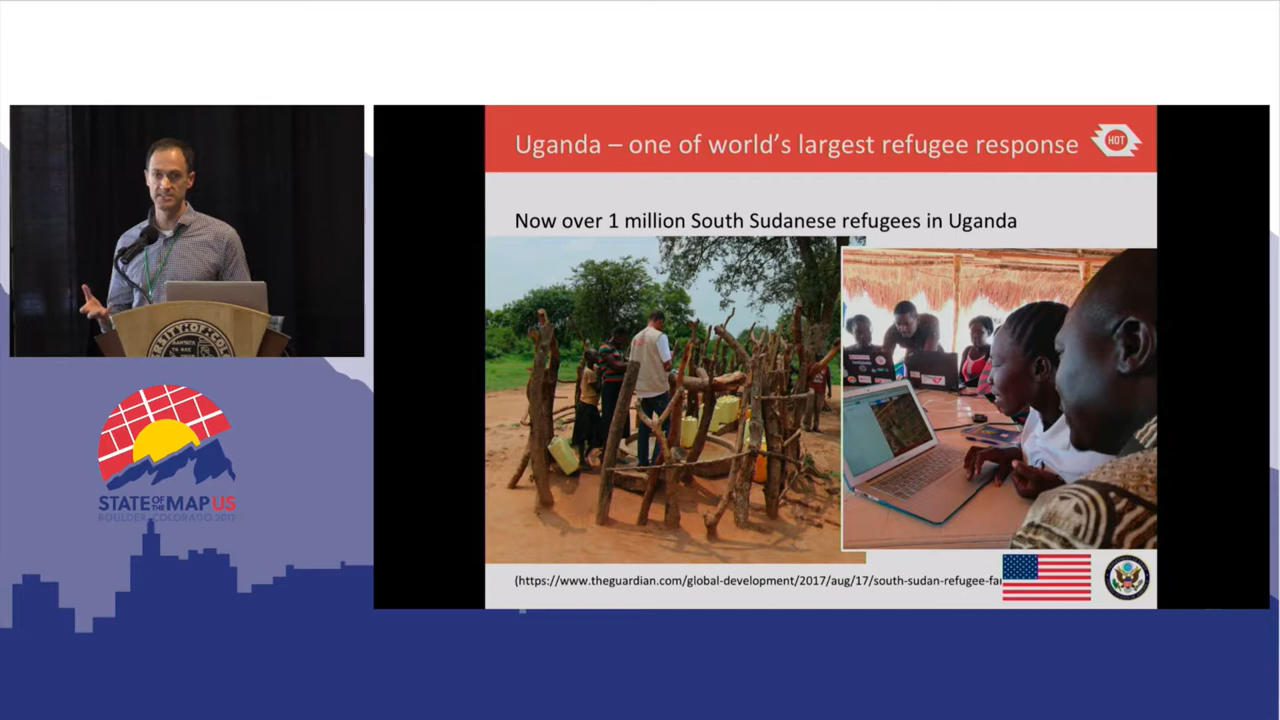 Uganda – one of world's largest refugee response
HOT
Now over 1 million South Sudanese refugees in Uganda
(https://www.theguardian.com/global-development/2017/aug/17/south-sudan-refugee-fa
STATE OF THE MAP US
BOULDER, COLORADO 2017